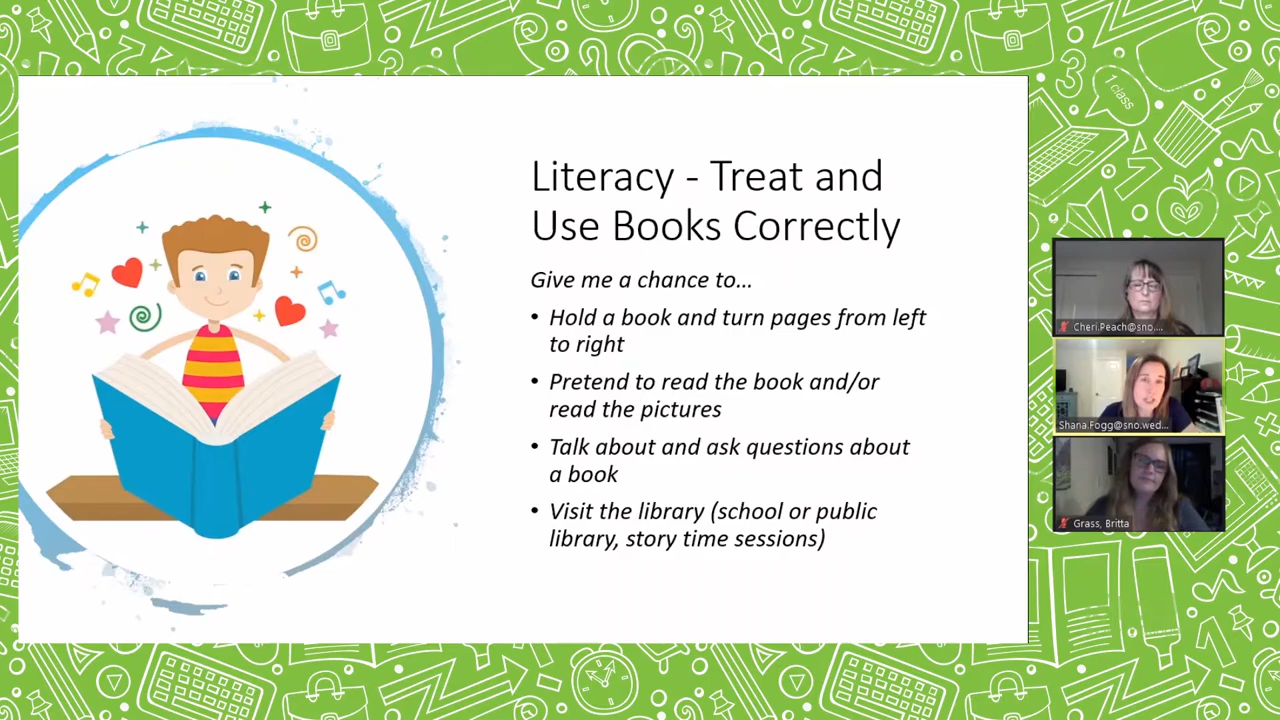 Literacy - Treat and
Use Books Correctly
Give me a chance to...
• Hold a book and turn pages from left
to right
• Pretend to read the book and/or
read the pictures
• Talk about and ask questions about
a book
• Visit the library (school or public
library, story time sessions)
1 class
Cheri.Peach@sno....
Shana.Fogg@sno.wed...
Grass, Britta